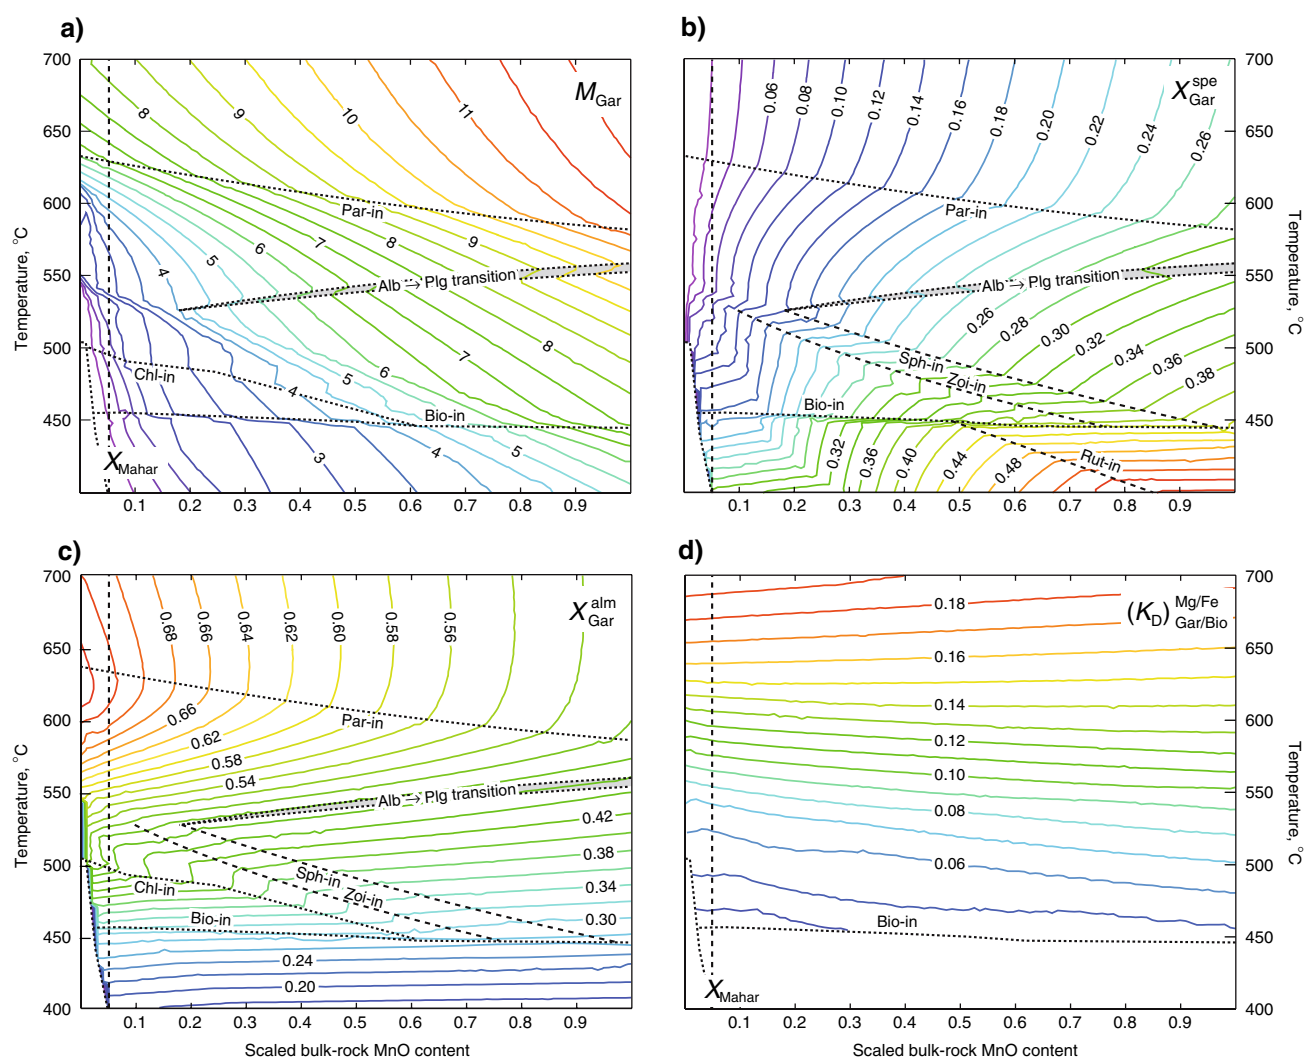 a)
700
650
600
550
500
450
Temperature, °C
M Gar
8
9
10
11
Par-in
4
5
6
7
8
9
Alb → Plg transition
7
8
Chl-in
4
5
6
Bio-in
3
4
5
X Mahar
0.1 0.2 0.3 0.4 0.5 0.6 0.7 0.8 0.9
b)
700
650
600
550
500
450
400
Temperature, °C
X spe Gar
0.06
0.08
0.10
0.12
0.14
0.16
0.18
0.20
0.22
0.24
0.26
Par-in
Alb → Plg transition
0.26
0.28
0.30
0.32
0.34
0.36
0.38
Sph-in
Zoi-in
Bio-in
0.32
0.36
0.40
0.44
0.48
Rut-in
0.1 0.2 0.3 0.4 0.5 0.6 0.7 0.8 0.9
c)
700
650
600
550
500
450
400
Temperature, °C
X alm Gar
0.68
0.66
0.64
0.62
0.60
0.58
0.56
Par-in
0.66
0.62
0.58
0.54
Alb → Plg transition
0.42
0.38
0.34
0.30
Sph-in
Zoi-in
Chl-in
Bio-in
0.24
0.20
0.1 0.2 0.3 0.4 0.5 0.6 0.7 0.8 0.9
Scaled bulk-rock MnO content
d)
700
650
600
550
500
450
400
Temperature, °C
(K D) Mg/Fe Gar/Bio
0.18
0.16
0.14
0.12
0.10
0.08
0.06
Bio-in
X Mahar
0.1 0.2 0.3 0.4 0.5 0.6 0.7 0.8 0.9
Scaled bulk-rock MnO content